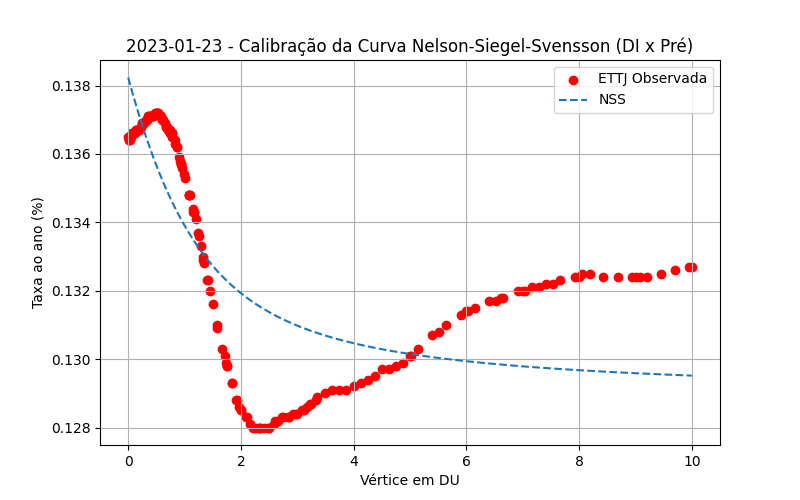 2023-01-23 - Calibração da Curva Nelson-Siegel-Svensson (DI x Pré)
ETTJ Observada
NSS
Taxa ao ano (%)
0.138
0.136
0.134
0.132
0.130
0.128
0 2 4 6 8 10
Vértice em DU